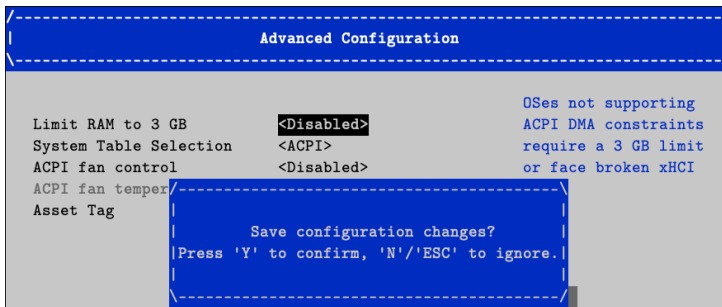 Advanced Configuration
OSes not supporting
Limit RAM to 3 GB <Disabled> ACPI DMA constraints
System Table Selection <ACPI> require a 3 GB limit
ACPI fan control <Disabled> or face broken xHCI
ACPI fan temper
Asset Tag
Save configuration changes?
Press 'Y' to confirm, 'N'/'ESC' to ignore.